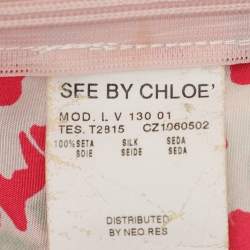 SEE BY CHLOE'
MOD. L V 130 01
TES. T2815 CZ1060502
100%SETA SILK SEDA
SOIE SEIDE SEDA
DISTRIBUTED
BY NEO RES